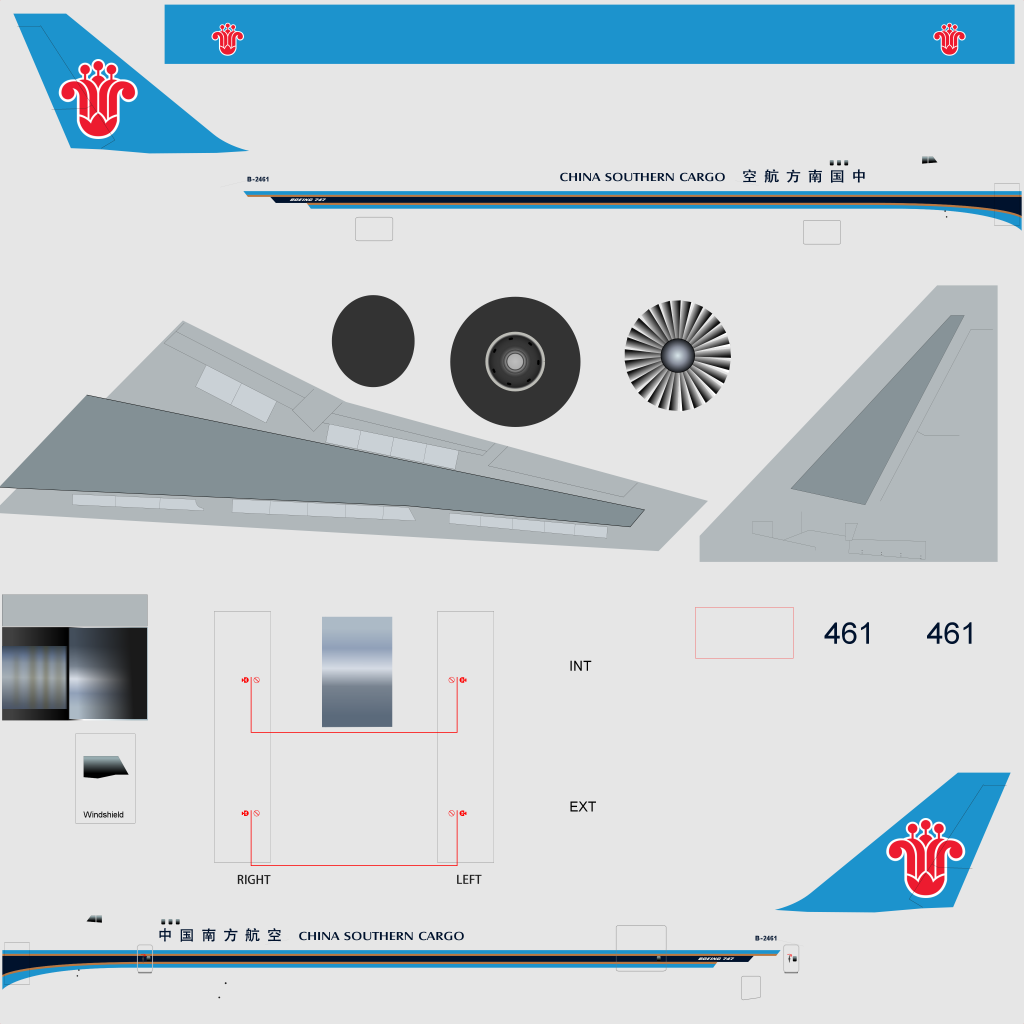 B-2461
CHINA SOUTHERN CARGO 空航方南国中
BOEING 747
461 461
INT
Windshield
EXT
RIGHT LEFT
中国南方航空 CHINA SOUTHERN CARGO
B-2461
BOEING 747